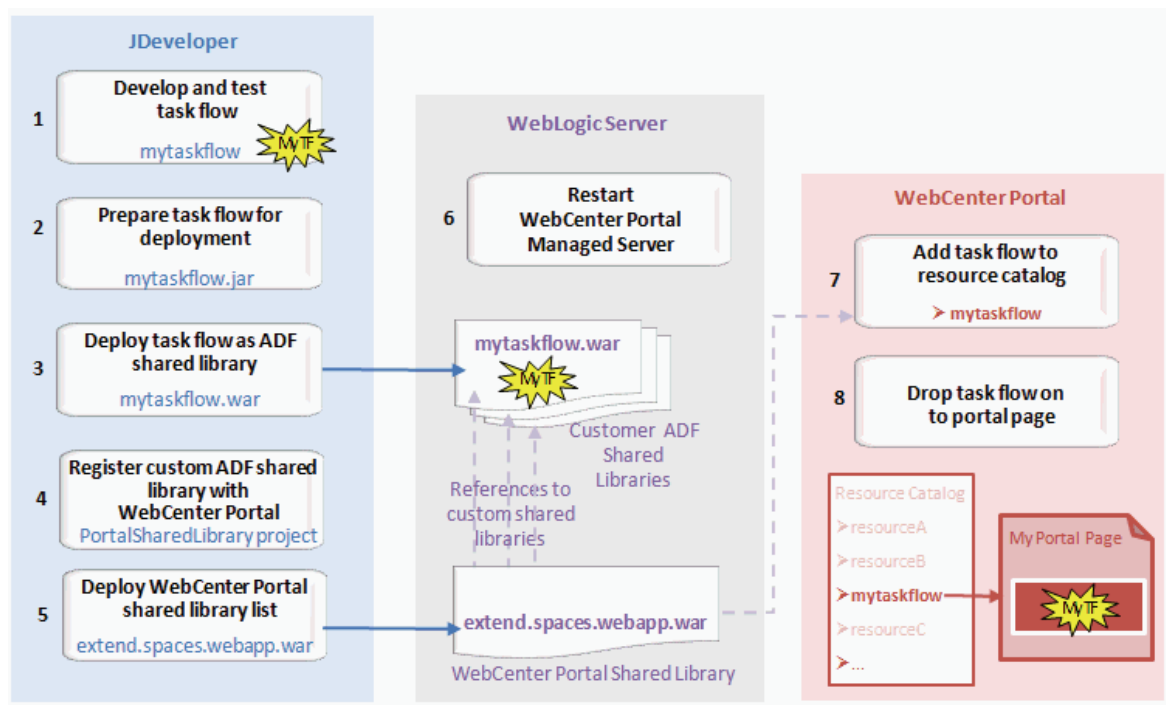 JDeveloper
1
Develop and test
task flow
mytaskflow
MyTF
2
Prepare task flow for
deployment
mytaskflow.jar
3
Deploy task flow as ADF
shared library
mytaskflow.war
4
Register custom ADF shared
library with
WebCenter Portal
PortalSharedLibrary project
5
Deploy WebCenter Portal
shared library list
extend.spaces.webapp.war
WebLogic Server
6
Restart
WebCenter Portal
Managed Server
mytaskflow.war
MyTF
Customer ADF
Shared
Libraries
References to
custom shared
libraries
extend.spaces.webapp.war
WebCenter Portal Shared Library
WebCenter Portal
7
Add task flow to
resource catalog
➢ mytaskflow
8
Drop task flow on
to portal page
Resource Catalog
➢resourceA
➢resourceB
➢mytaskflow
➢resourceC
➢...
My Portal Page
MyTF